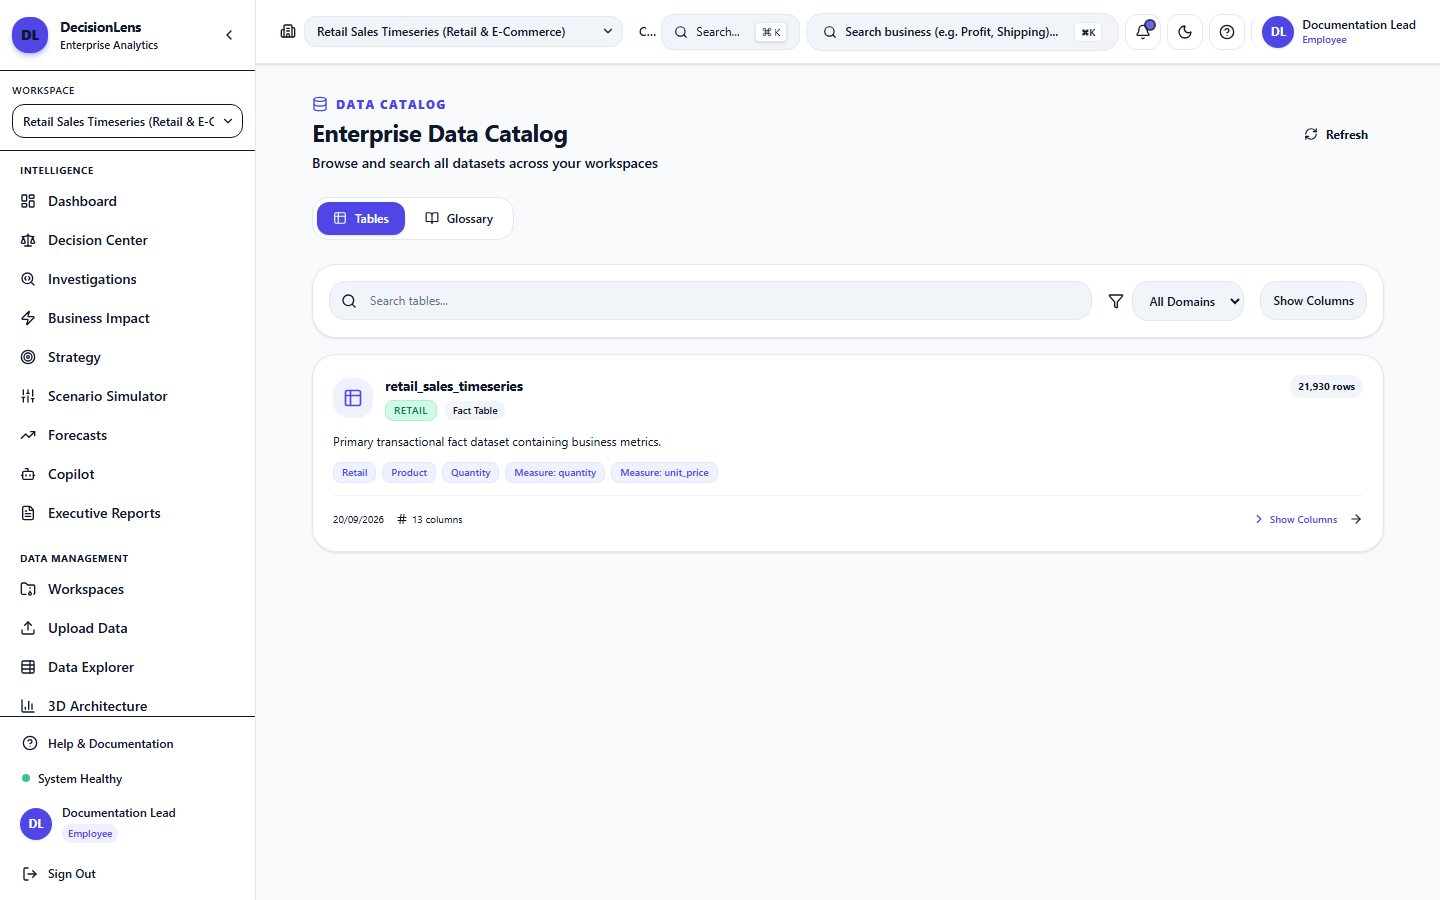 DL
DecisionLens
Enterprise Analytics
WORKSPACE
Retail Sales Timeseries (Retail & E-C
INTELLIGENCE
Dashboard
Decision Center
Investigations
Business Impact
Strategy
Scenario Simulator
Forecasts
Copilot
Executive Reports
DATA MANAGEMENT
Workspaces
Upload Data
Data Explorer
3D Architecture
Help & Documentation
System Healthy
DL
Documentation Lead
Employee
Sign Out
Retail Sales Timeseries (Retail & E-Commerce)
C...
Search...
⌘ K
Search business (e.g. Profit, Shipping)...
⌘K
DL
Documentation Lead
Employee
DATA CATALOG
Enterprise Data Catalog
Browse and search all datasets across your workspaces
Refresh
Tables
Glossary
Search tables...
All Domains
Show Columns
retail_sales_timeseries
RETAIL
Fact Table
21,930 rows
Primary transactional fact dataset containing business metrics.
Retail
Product
Quantity
Measure: quantity
Measure: unit_price
20/09/2026
13 columns
Show Columns